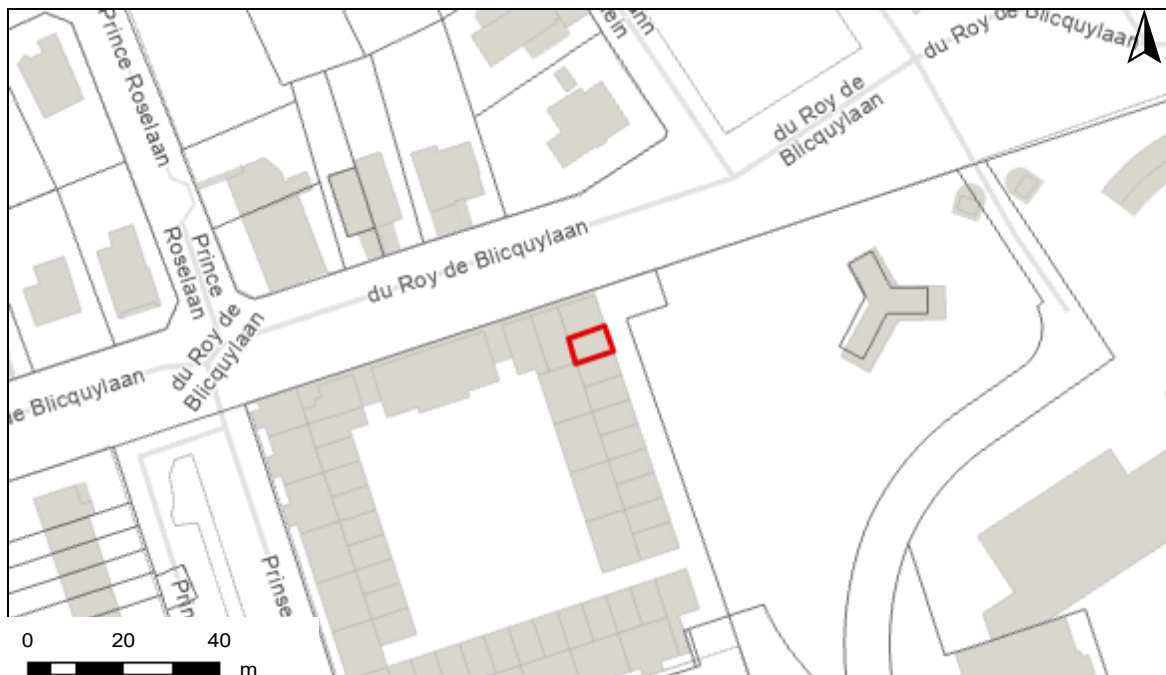 Prince Roselaan
du Roy de Blicquylaan
du Roy de
Blicquylaan
Prince
Roselaan
du Roy de Blicquylaan
du Roy de
Blicquylaan
Blicquylaan
0 20 40
m